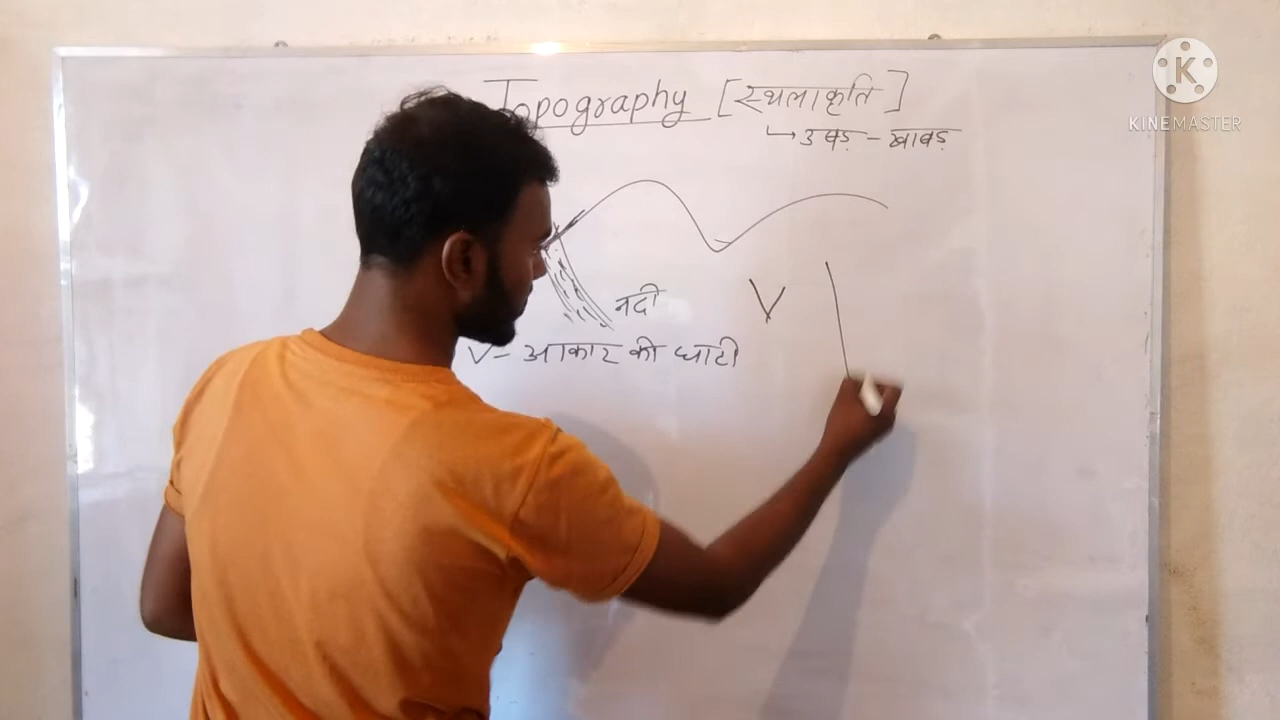 Topography [स्थलाकृति]
↳ उबड़ - खाबड़
नदी
V
V - आकार की घाटी
K
KINEMASTER